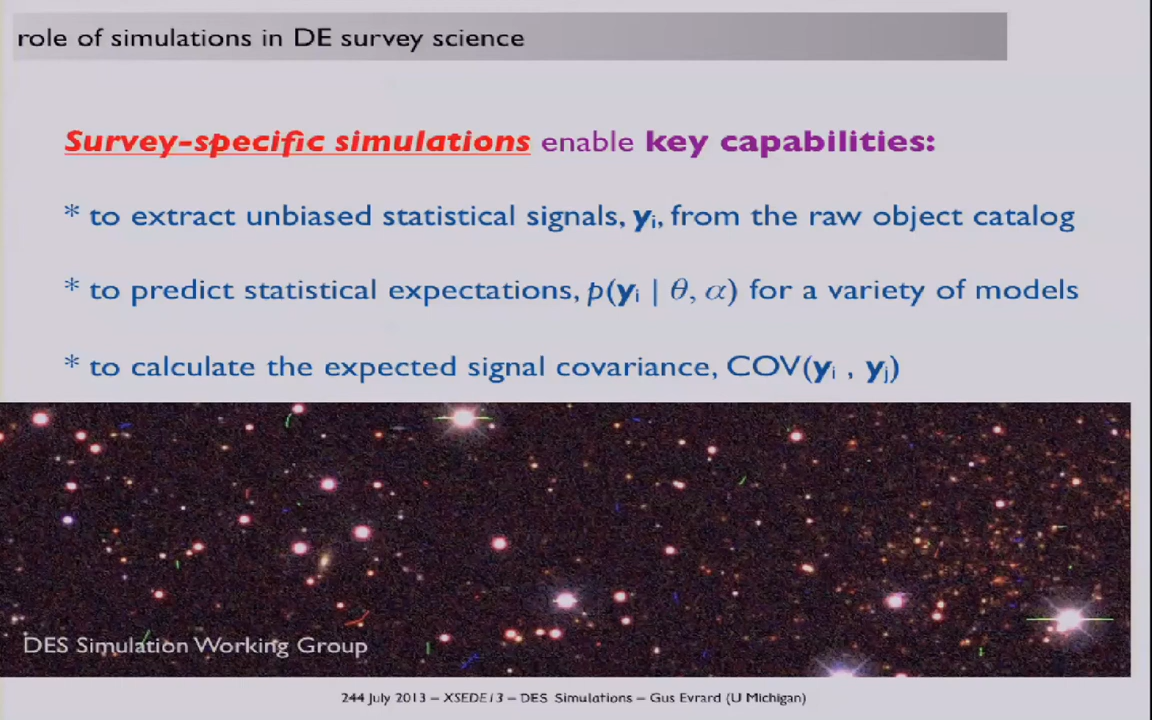 role of simulations in DE survey science
Survey-specific simulations enable key capabilities:
* to extract unbiased statistical signals, yi, from the raw object catalog
* to predict statistical expectations, p(yi | θ, α) for a variety of models
* to calculate the expected signal covariance, COV(yi , yj)
DES Simulation Working Group
244 July 2013 – XSEDE13 – DES Simulations – Gus Evrard (U Michigan)